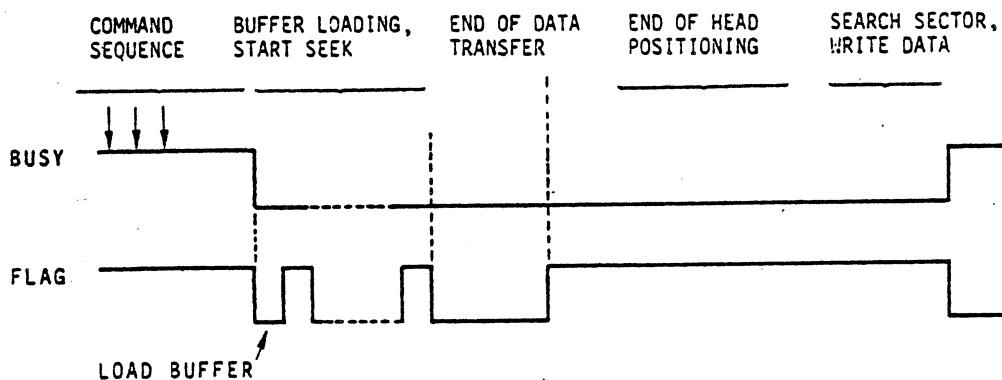 COMMAND
SEQUENCE
BUFFER LOADING,
START SEEK
END OF DATA
TRANSFER
END OF HEAD
POSITIONING
SEARCH SECTOR,
WRITE DATA
BUSY
FLAG
LOAD BUFFER